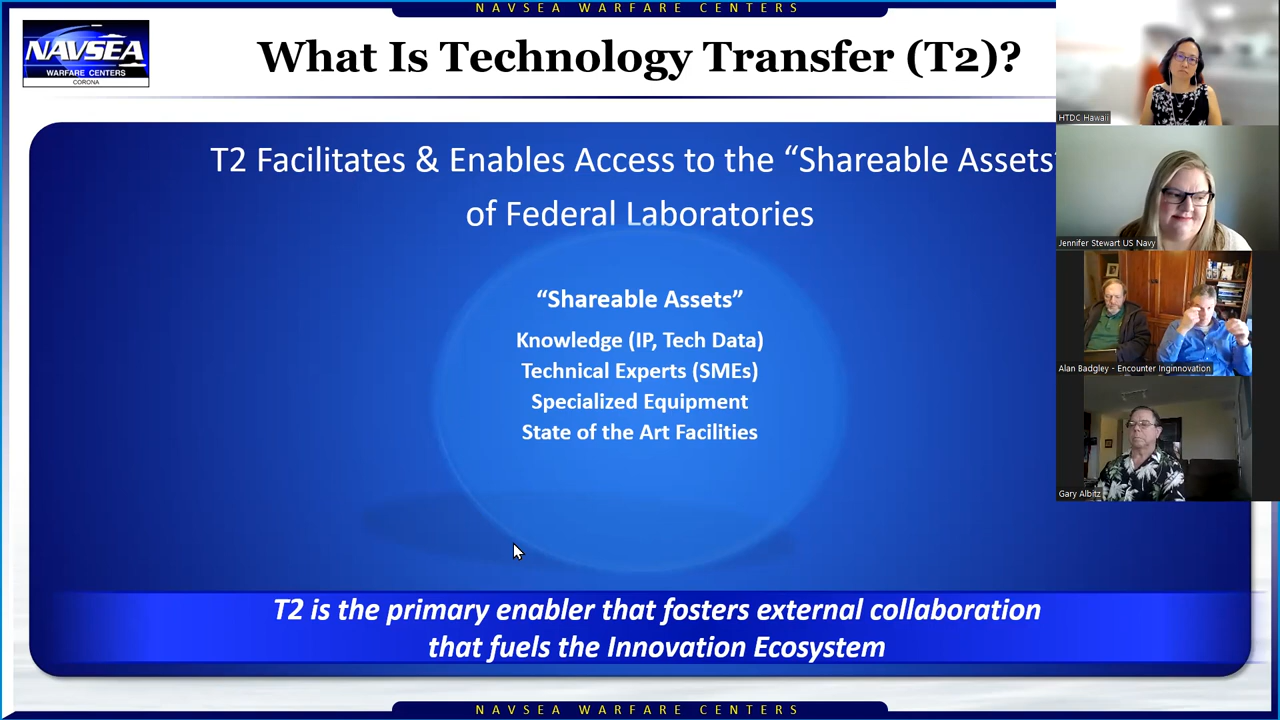 NAVSEA WARFARE CENTERS
NAVSEA
WARFARE CENTERS
CORONA
What Is Technology Transfer (T2)?
T2 Facilitates & Enables Access to the “Shareable Assets”
of Federal Laboratories
“Shareable Assets”
Knowledge (IP, Tech Data)
Technical Experts (SMEs)
Specialized Equipment
State of the Art Facilities
T2 is the primary enabler that fosters external collaboration
that fuels the Innovation Ecosystem
NAVSEA WARFARE CENTERS
HTDC Hawaii
Jennifer Stewart US Navy
Alan Badgley - Encounter Inginnovation
Gary Albitz